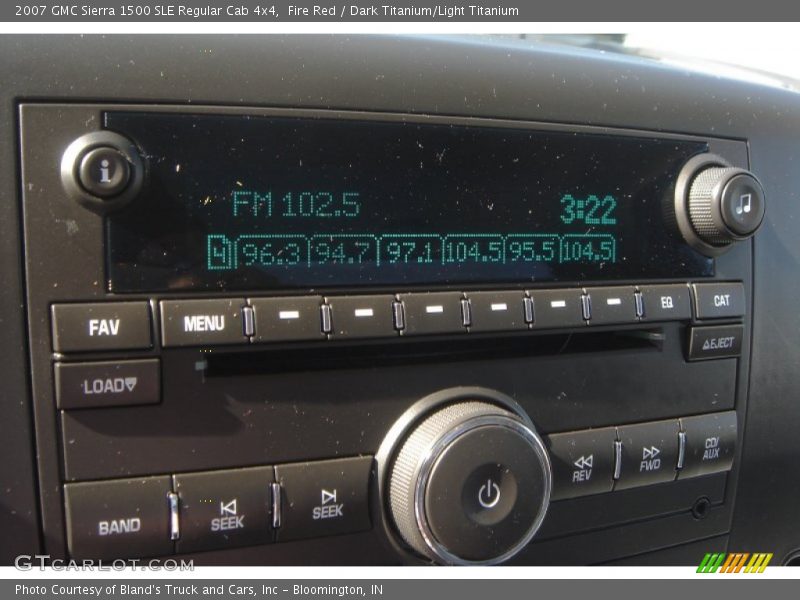 2007 GMC Sierra 1500 SLE Regular Cab 4x4, Fire Red / Dark Titanium/Light Titanium
i
FM 102.5 3:22
4 96.3 94.7 97.1 104.5 95.5 104.5
FAV MENU EQ CAT
LOAD EJECT
BAND SEEK SEEK REV FWD CD/AUX
GTCARLOT.COM
Photo Courtesy of Bland's Truck and Cars, Inc - Bloomington, IN